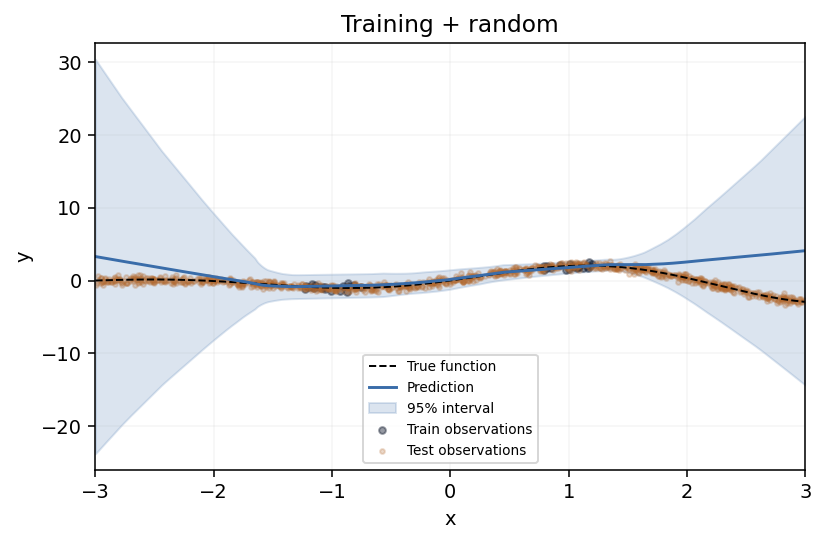 Training + random
30
20
10
0
−10
−20
y
−3
−2
−1
0
1
2
3
x
True function
Prediction
95% interval
Train observations
Test observations